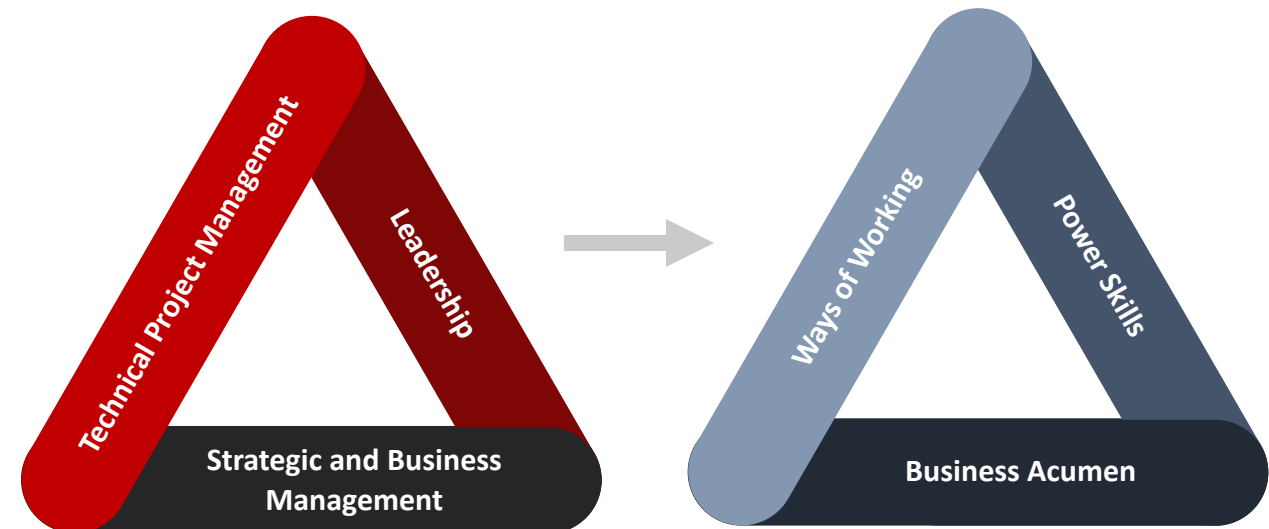 Technical Project Management
Leadership
Strategic and Business
Management
Ways of Working
Power Skills
Business Acumen